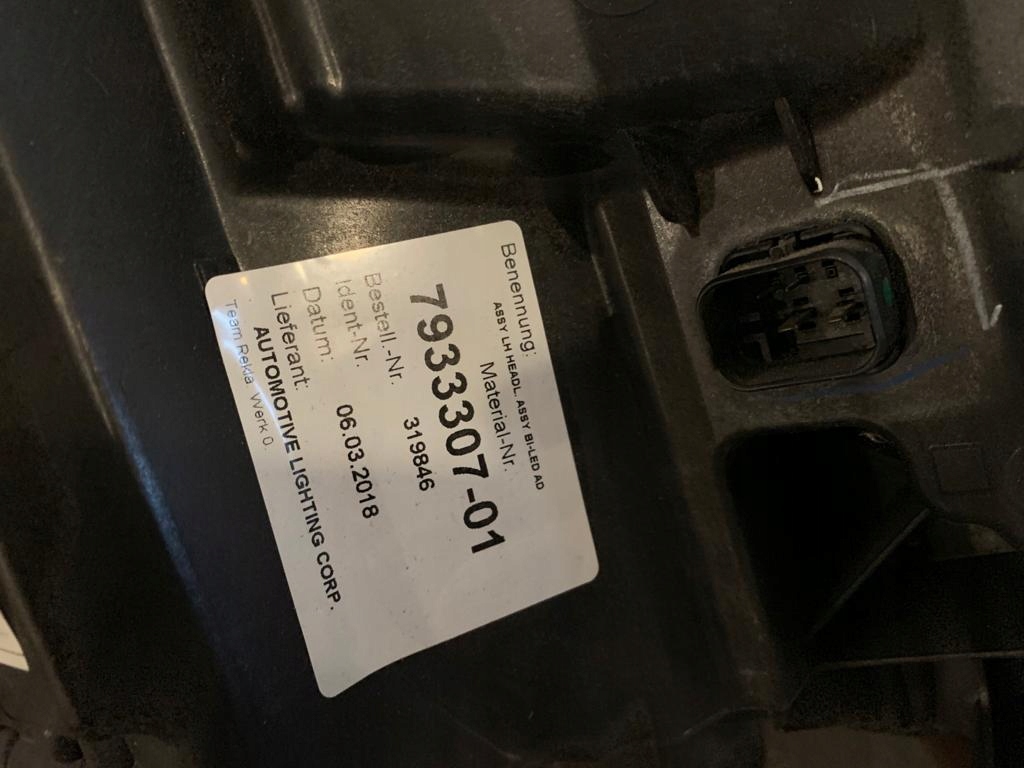 Benennung:
ASSY LH HEADL. ASSY BI-LED AD
Material-Nr.
7933307-01
Bestell.-Nr. 319846
Ident-Nr.
Datum: 06.03.2018
Lieferant:
AUTOMOTIVE LIGHTING CORP.
Team Rekla. Werk 0.